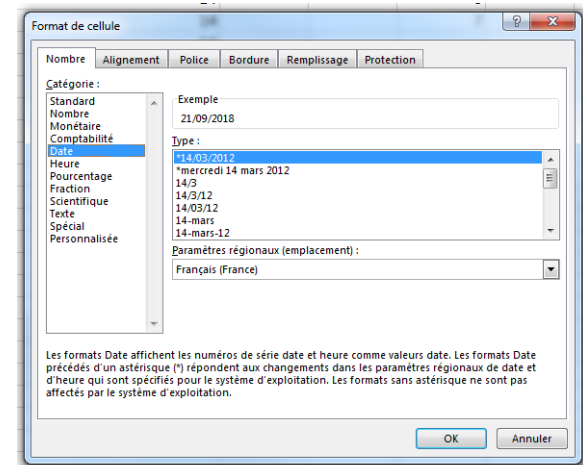 Format de cellule
Nombre Alignement Police Bordure Remplissage Protection
Catégorie :
Standard
Nombre
Monétaire
Comptabilité
Date
Heure
Pourcentage
Fraction
Scientifique
Texte
Spécial
Personnalisée
Exemple
21/09/2018
Type :
*14/03/2012
*mercredi 14 mars 2012
14/3
14/3/12
14/03/12
14-mars
14-mars-12
Paramètres régionaux (emplacement) :
Français (France)
Les formats Date affichent les numéros de série date et heure comme valeurs date. Les formats Date
précédés d'un astérisque (*) répondent aux changements dans les paramètres régionaux de date et
d'heure qui sont spécifiés pour le système d'exploitation. Les formats sans astérisque ne sont pas
affectés par le système d'exploitation.
OK Annuler